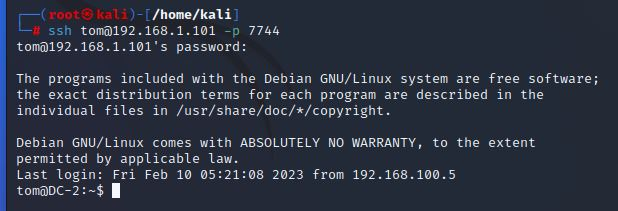 ┌──(root㉿kali)-[/home/kali]
└─# ssh tom@192.168.1.101 -p 7744
tom@192.168.1.101's password:

The programs included with the Debian GNU/Linux system are free software;
the exact distribution terms for each program are described in the
individual files in /usr/share/doc/*/copyright.

Debian GNU/Linux comes with ABSOLUTELY NO WARRANTY, to the extent
permitted by applicable law.
Last login: Fri Feb 10 05:21:08 2023 from 192.168.100.5
tom@DC-2:~$